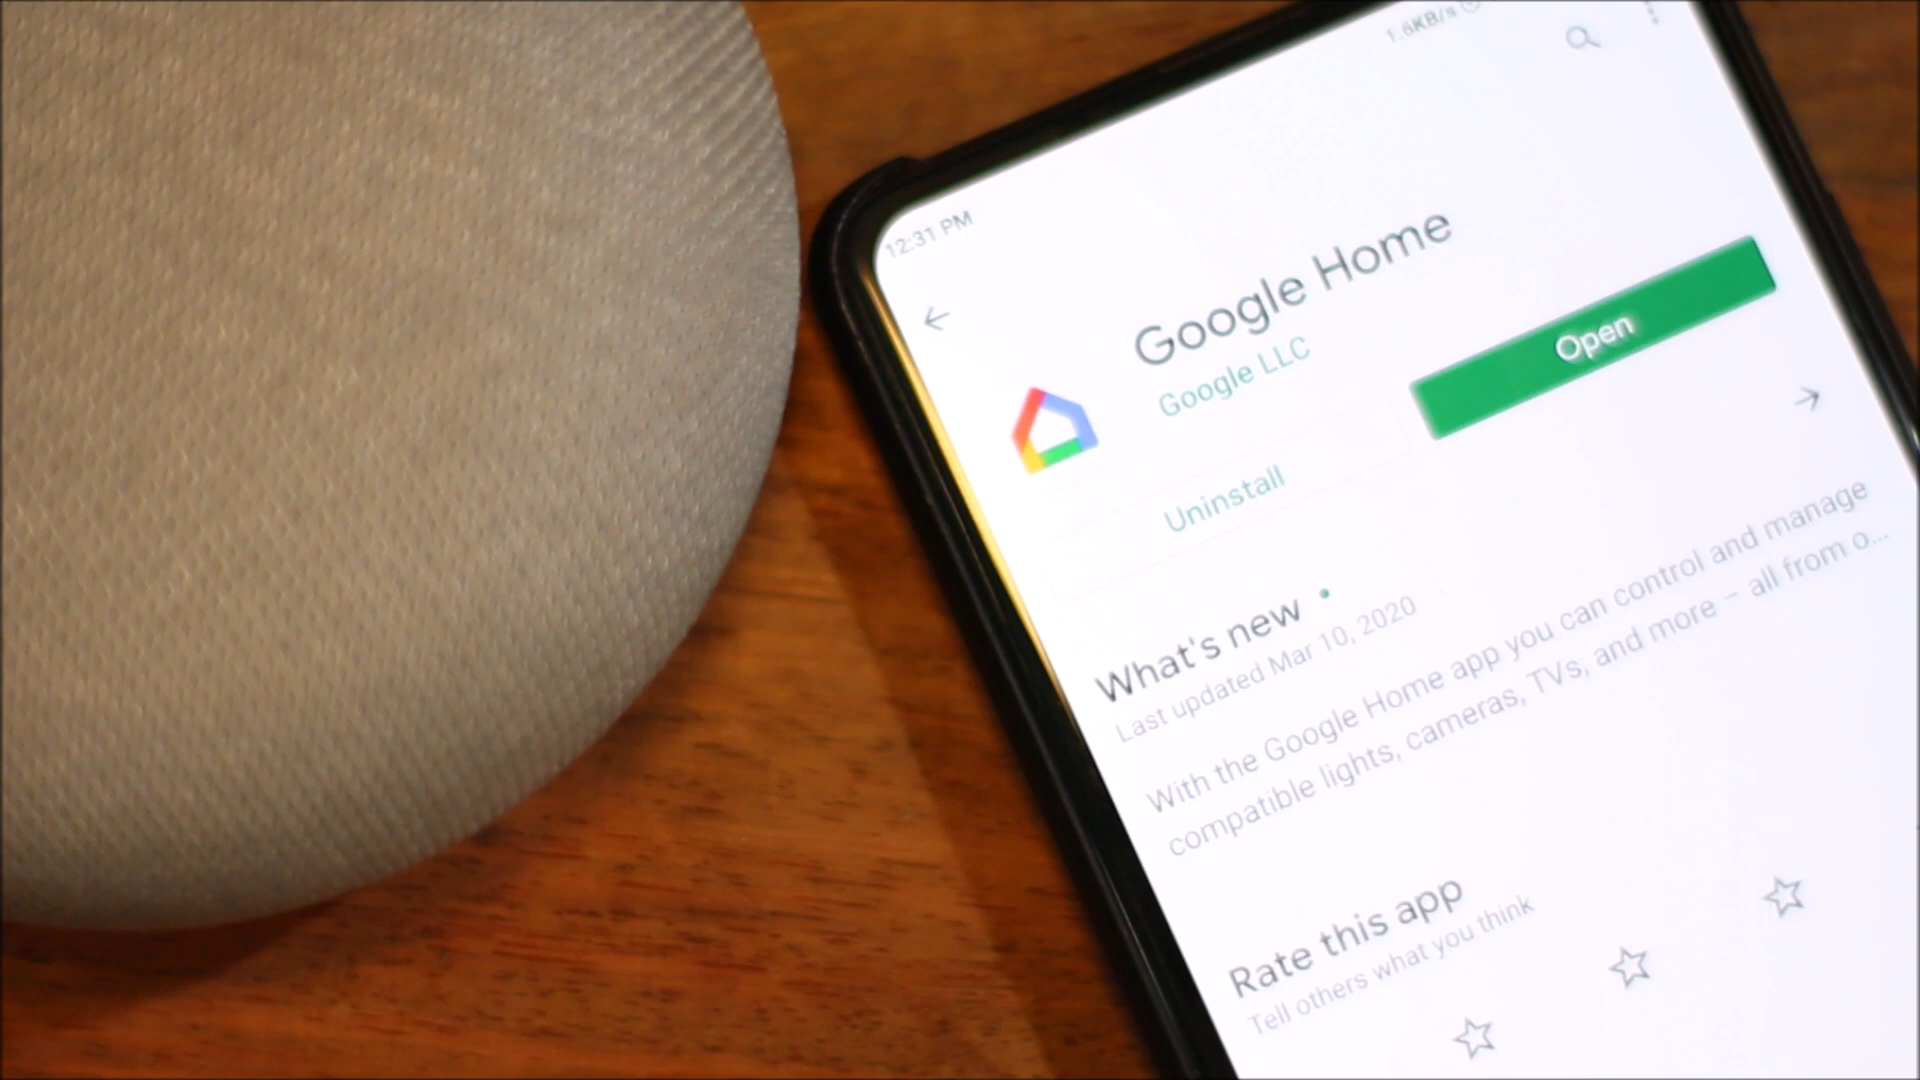 12:31 PM
1.6KB/s
Google Home
Google LLC
Uninstall
Open
What's new
Last updated Mar 10, 2020
With the Google Home app you can control and manage
compatible lights, cameras, TVs, and more – all from o...
Rate this app
Tell others what you think